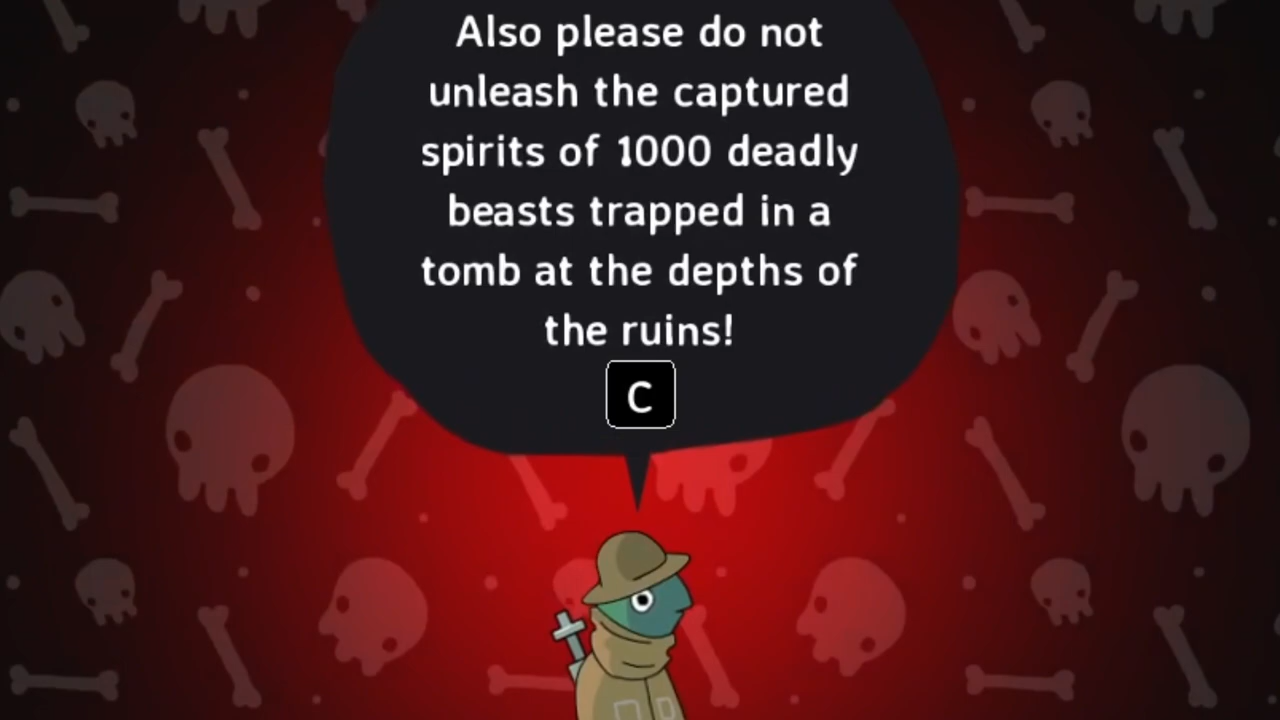 Also please do not
unleash the captured
spirits of 1000 deadly
beasts trapped in a
tomb at the depths of
the ruins!
C